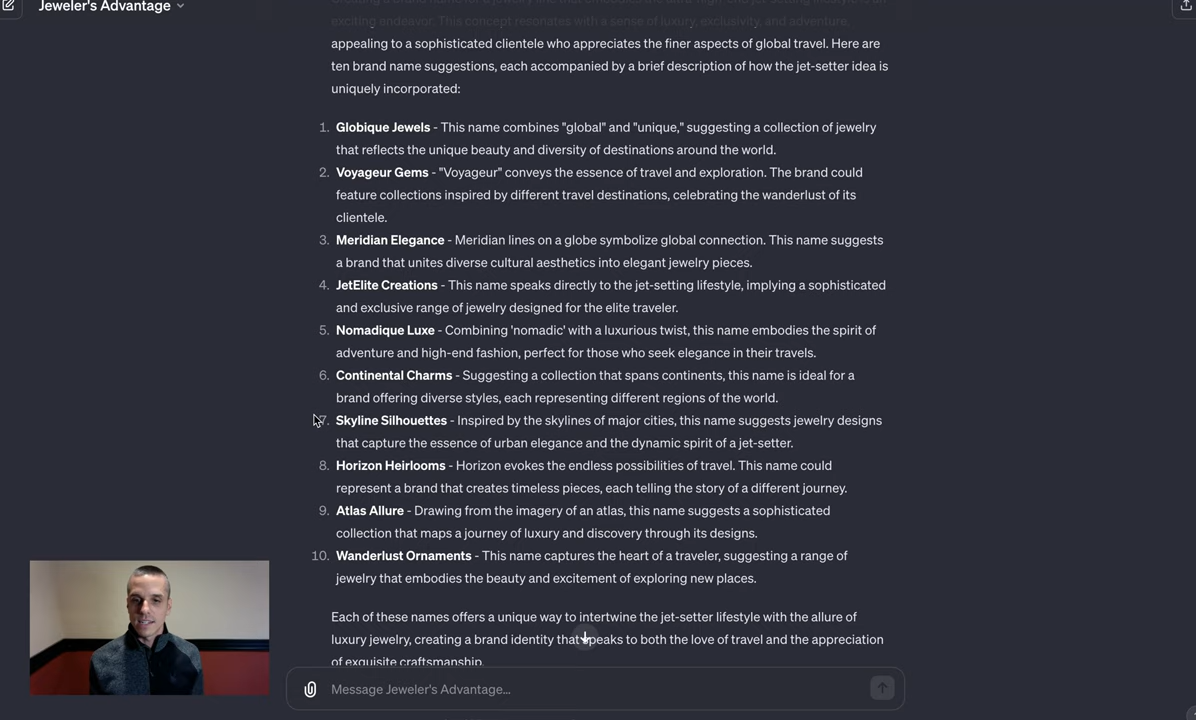 Jeweler's Advantage
exciting endeavor. This concept resonates with a sense of luxury, exclusivity, and adventure,
appealing to a sophisticated clientele who appreciates the finer aspects of global travel. Here are
ten brand name suggestions, each accompanied by a brief description of how the jet-setter idea is
uniquely incorporated:
1. Globique Jewels - This name combines "global" and "unique," suggesting a collection of jewelry
that reflects the unique beauty and diversity of destinations around the world.
2. Voyageur Gems - "Voyageur" conveys the essence of travel and exploration. The brand could
feature collections inspired by different travel destinations, celebrating the wanderlust of its
clientele.
3. Meridian Elegance - Meridian lines on a globe symbolize global connection. This name suggests
a brand that unites diverse cultural aesthetics into elegant jewelry pieces.
4. JetElite Creations - This name speaks directly to the jet-setting lifestyle, implying a sophisticated
and exclusive range of jewelry designed for the elite traveler.
5. Nomadique Luxe - Combining 'nomadic' with a luxurious twist, this name embodies the spirit of
adventure and high-end fashion, perfect for those who seek elegance in their travels.
6. Continental Charms - Suggesting a collection that spans continents, this name is ideal for a
brand offering diverse styles, each representing different regions of the world.
7. Skyline Silhouettes - Inspired by the skylines of major cities, this name suggests jewelry designs
that capture the essence of urban elegance and the dynamic spirit of a jet-setter.
8. Horizon Heirlooms - Horizon evokes the endless possibilities of travel. This name could
represent a brand that creates timeless pieces, each telling the story of a different journey.
9. Atlas Allure - Drawing from the imagery of an atlas, this name suggests a sophisticated
collection that maps a journey of luxury and discovery through its designs.
10. Wanderlust Ornaments - This name captures the heart of a traveler, suggesting a range of
jewelry that embodies the beauty and excitement of exploring new places.
Each of these names offers a unique way to intertwine the jet-setter lifestyle with the allure of
luxury jewelry, creating a brand identity that speaks to both the love of travel and the appreciation
of exquisite craftsmanship.
Message Jeweler's Advantage...